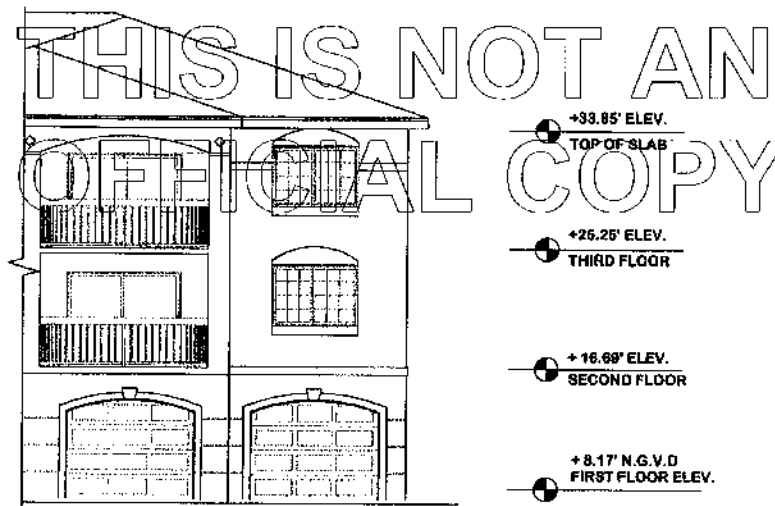 THIS IS NOT AN
OFFICIAL COPY
+33.85' ELEV.
TOP OF SLAB
+25.25' ELEV.
THIRD FLOOR
+ 16.69' ELEV.
SECOND FLOOR
+ 8.17' N.G.V.D
FIRST FLOOR ELEV.